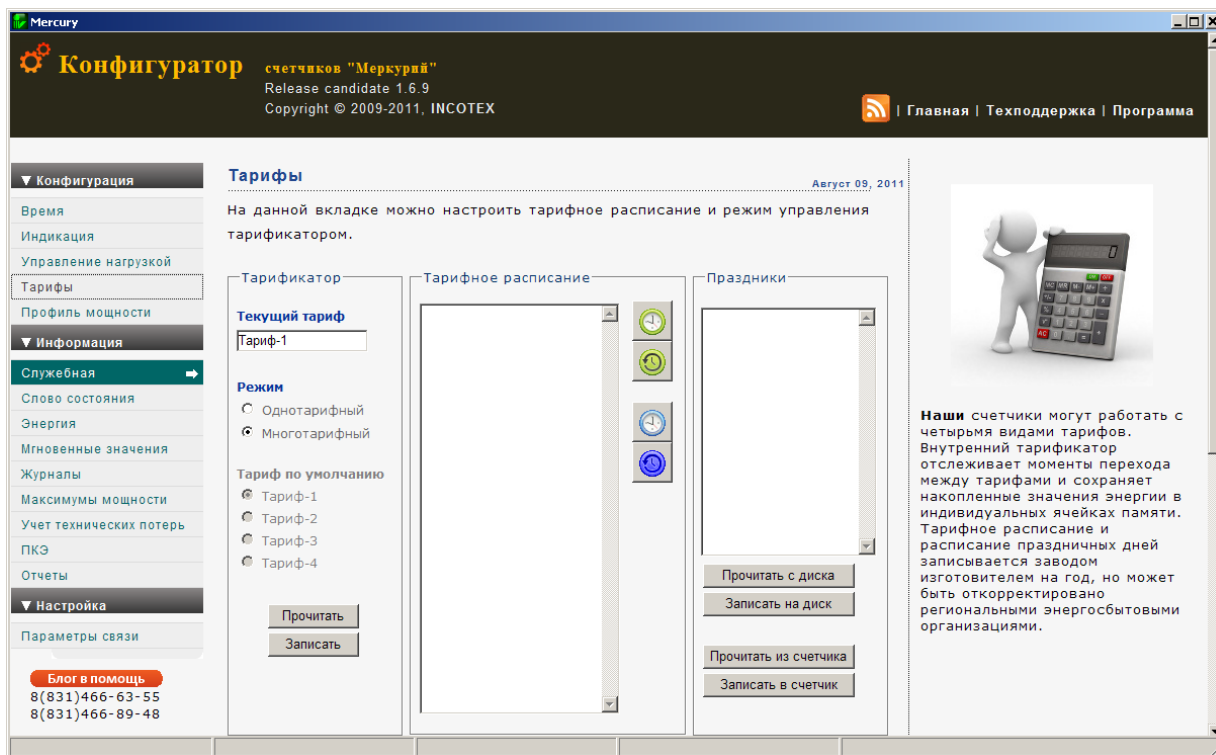 Mercury
Конфигуратор
счетчиков "Меркурий"
Release candidate 1.6.9
Copyright © 2009-2011, INCOTEX
| Главная | Техподдержка | Программа
▼ Конфигурация
Время
Индикация
Управление нагрузкой
Тарифы
Профиль мощности
▼ Информация
Служебная
Слово состояния
Энергия
Мгновенные значения
Журналы
Максимумы мощности
Учет технических потерь
ПКЭ
Отчеты
▼ Настройка
Параметры связи
Блог в помощь
8(831)466-63-55
8(831)466-89-48
Тарифы
Август 09, 2011
На данной вкладке можно настроить тарифное расписание и режим управления
тарификатором.
Тарификатор
Текущий тариф
Тариф-1
Режим
Однотарифный
Многотарифный
Тариф по умолчанию
Тариф-1
Тариф-2
Тариф-3
Тариф-4
Прочитать
Записать
Тарифное расписание
Праздники
Прочитать с диска
Записать на диск
Прочитать из счетчика
Записать в счетчик
Наши счетчики могут работать с
четырьмя видами тарифов.
Внутренний тарификатор
отслеживает моменты перехода
между тарифами и сохраняет
накопленные значения энергии в
индивидуальных ячейках памяти.
Тарифное расписание и
расписание праздничных дней
записывается заводом
изготовителем на год, но может
быть откорректировано
региональными энергосбытовыми
организациями.